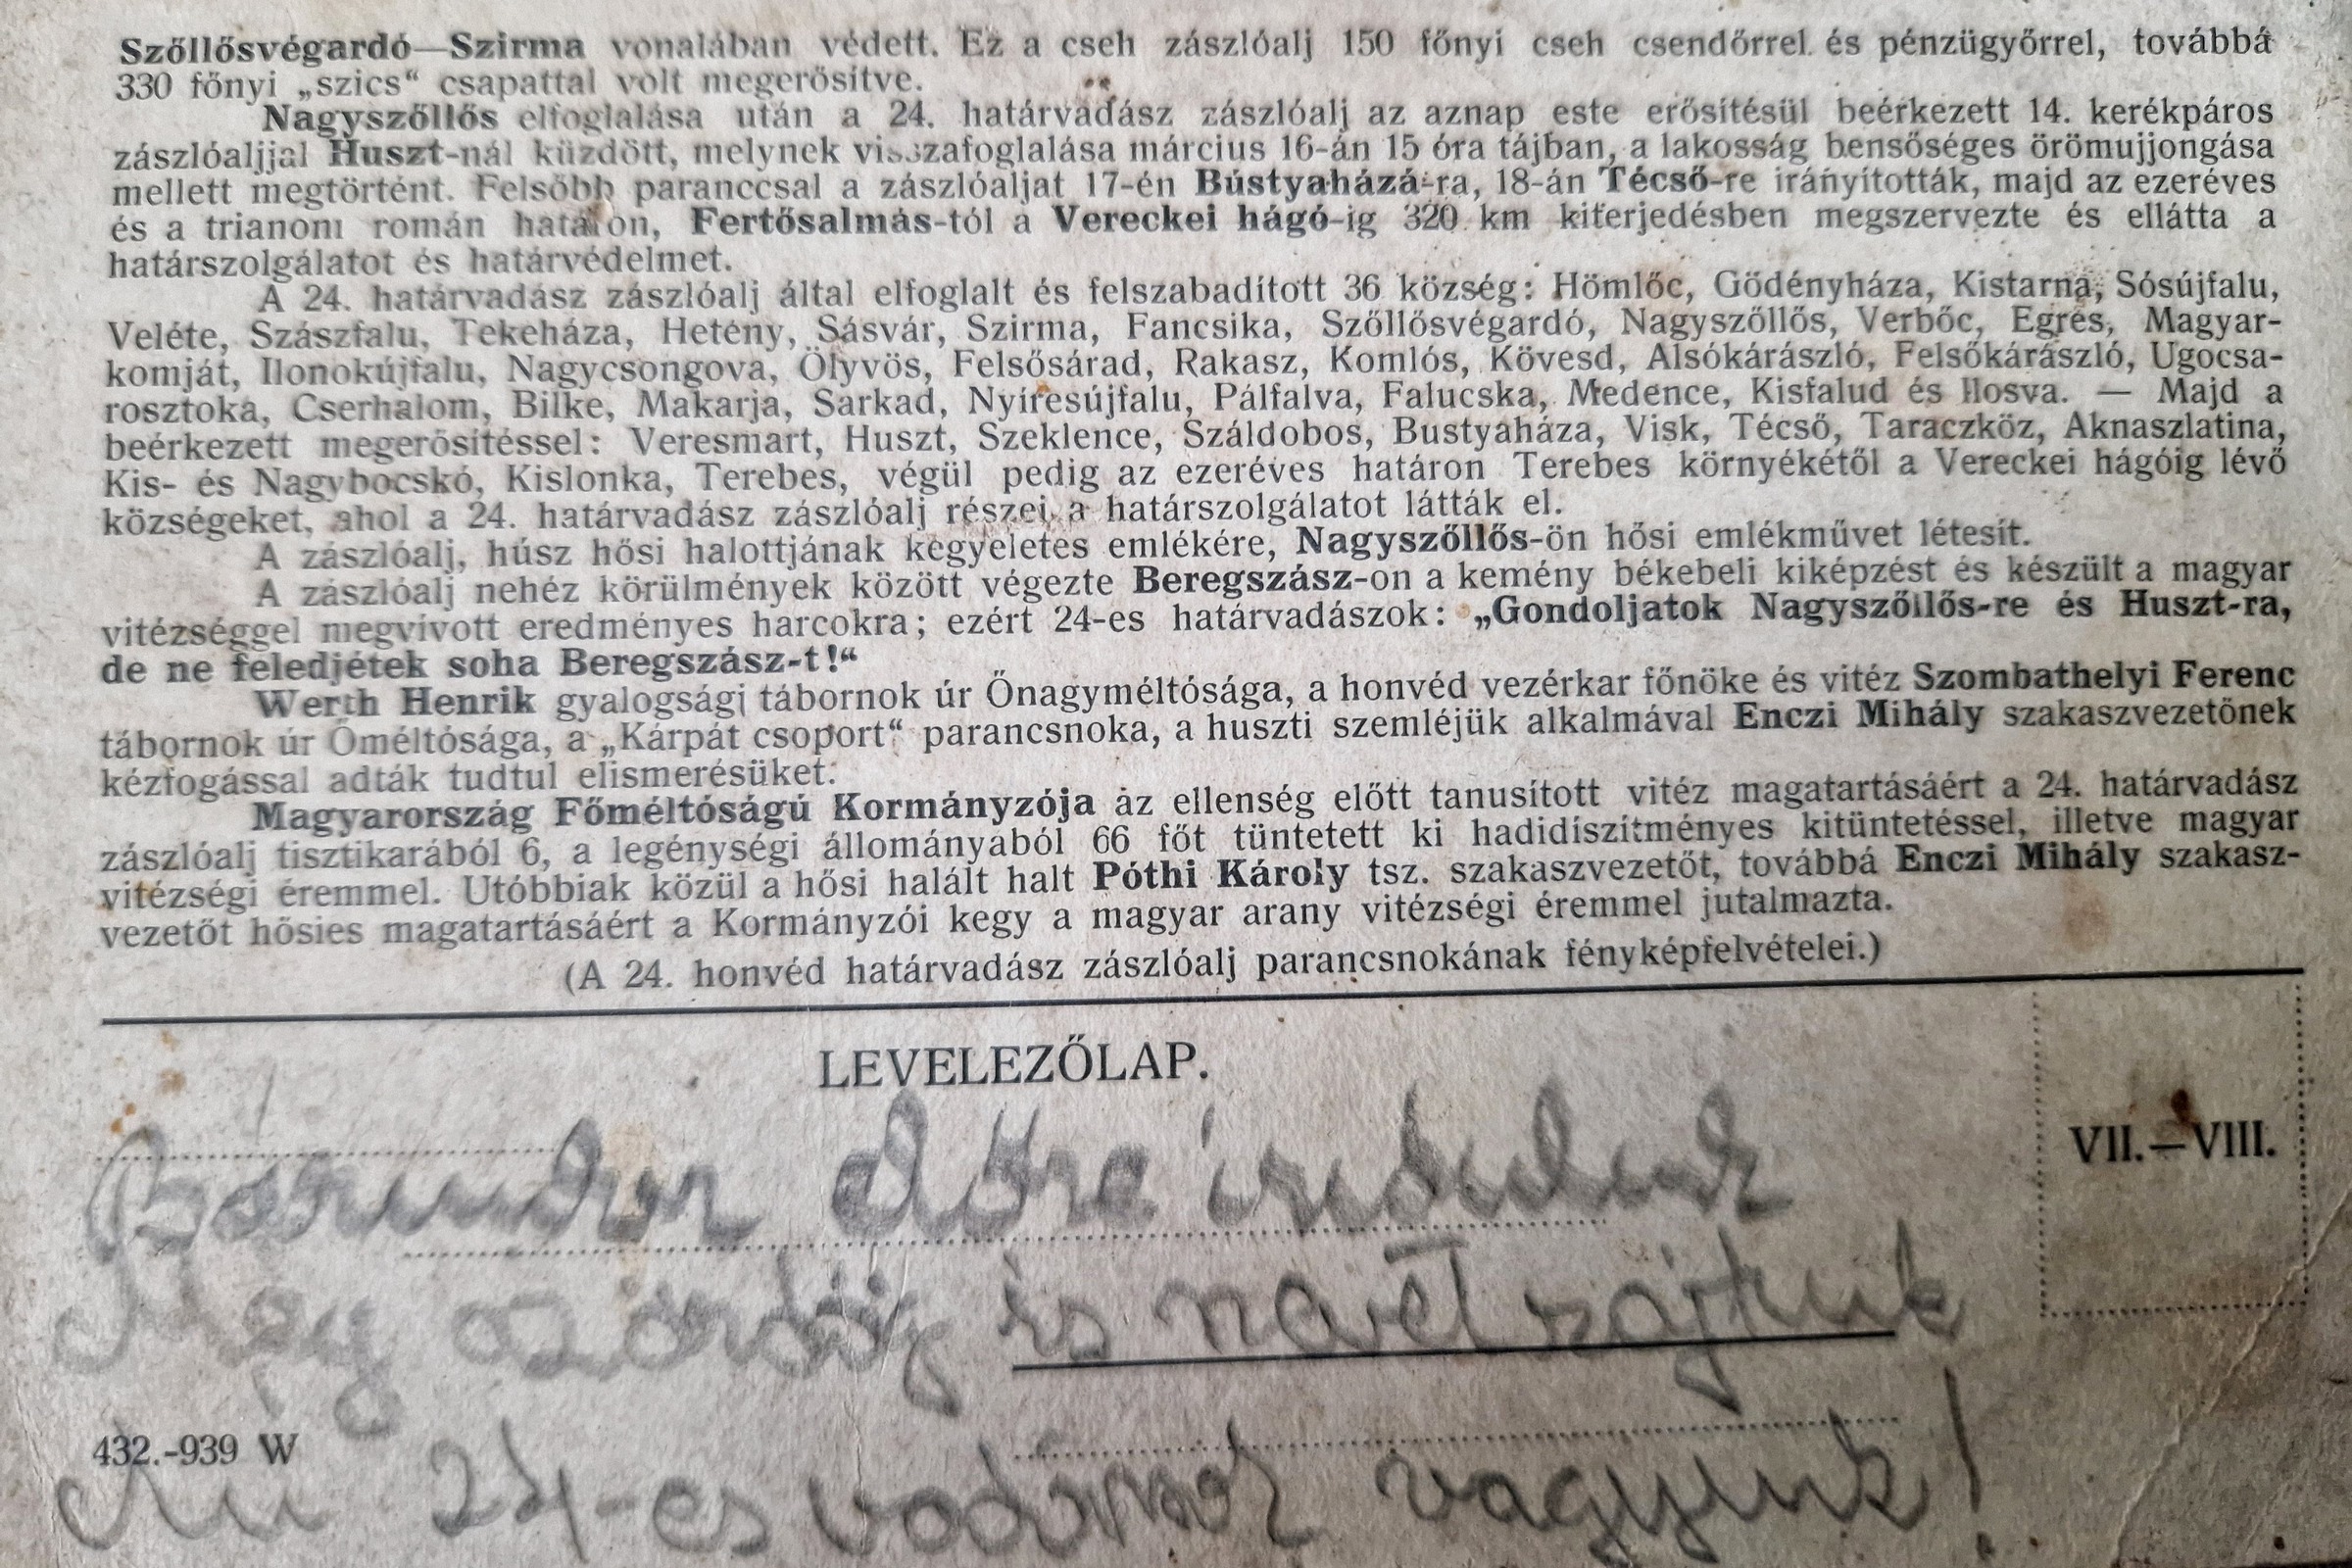 Szőllősvégardó—Szirma vonalában védett. Ez a cseh zászlóalj 150 főnyi cseh csendőrrel és pénzügyőrrel, továbbá
330 főnyi „szics“ csapattal volt megerősítve.
Nagyszőllős elfoglalása után a 24. határvadász zászlóalj az aznap este erősítésül beérkezett 14. kerékpáros
zászlóaljjal Huszt-nál küzdött, melynek visszafoglalása március 16-án 15 óra tájban, a lakosság bensőséges örömujjongása
mellett megtörtént. Felsőbb paranccsal a zászlóaljat 17-én Bústyaházá-ra, 18-án Técső-re irányították, majd az ezeréves
és a trianoni román határon, Fertősalmás-tól a Vereckei hágó-ig 320 km kiterjedésben megszervezte és ellátta a
határszolgálatot és határvédelmet.
A 24. határvadász zászlóalj által elfoglalt és felszabadított 36 község: Hömlőc, Gödényháza, Kistarna, Sósújfalu,
Veléte, Szászfalu, Tekeháza, Hetény, Sásvár, Szirma, Fancsika, Szőllősvégardó, Nagyszőllős, Verbőc, Egres, Magyar-
komját, Ilonokújfalu, Nagycsongova, Ölyvös, Felsősárad, Rakasz, Komlós, Kövesd, Alsókárászló, Felsőkárászló, Ugocsa-
rosztoka, Cserhalom, Bilke, Makarja, Sarkad, Nyíresújfalu, Pálfalva, Falucska, Medence, Kisfalud és Ilosva. — Majd a
beérkezett megerősítéssel: Veresmart, Huszt, Szeklence, Száldobos, Bustyaháza, Visk, Técső, Taraczköz, Aknaszlatina,
Kis- és Nagybocskó, Kislonka, Terebes, végül pedig az ezeréves határon Terebes környékétől a Vereckei hágóig lévő
községeket, ahol a 24. határvadász zászlóalj részei a határszolgálatot látták el.
A zászlóalj, húsz hősi halottjának kegyeletes emlékére, Nagyszőllős-ön hősi emlékművet létesit.
A zászlóalj nehéz körülmények között végezte Beregszász-on a kemény békebeli kiképzést és készült a magyar
vitézséggel megvívott eredményes harcokra; ezért 24-es határvadászok: „Gondoljatok Nagyszőllős-re és Huszt-ra,
de ne feledjétek soha Beregszász-t!“
Werth Henrik gyalogsági tábornok úr Őnagyméltósága, a honvéd vezérkar főnöke és vitéz Szombathelyi Ferenc
tábornok úr Őméltósága, a „Kárpát csoport“ parancsnoka, a huszti szemléjük alkalmával Enczi Mihály szakaszvezetőnek
kézfogással adták tudtul elismerésüket.
Magyarország Főméltóságú Kormányzója az ellenség előtt tanusított vitéz magatartásáért a 24. határvadász
zászlóalj tisztikarából 6, a legénységi állományából 66 főt tüntetett ki hadidíszítményes kitüntetéssel, illetve magyar
vitézségi éremmel. Utóbbiak közül a hősi halált halt Póthi Károly tsz. szakaszvezetőt, továbbá Enczi Mihály szakasz-
vezetőt hősies magatartásáért a Kormányzói kegy a magyar arany vitézségi éremmel jutalmazta.
(A 24. honvéd határvadász zászlóalj parancsnokának fényképfelvételei.)
LEVELEZŐLAP.
VII.—VIII.
előre indulunk
Még az ördög is rajtunk
432.-939 W
Mi 24-es vadászok vagyunk!